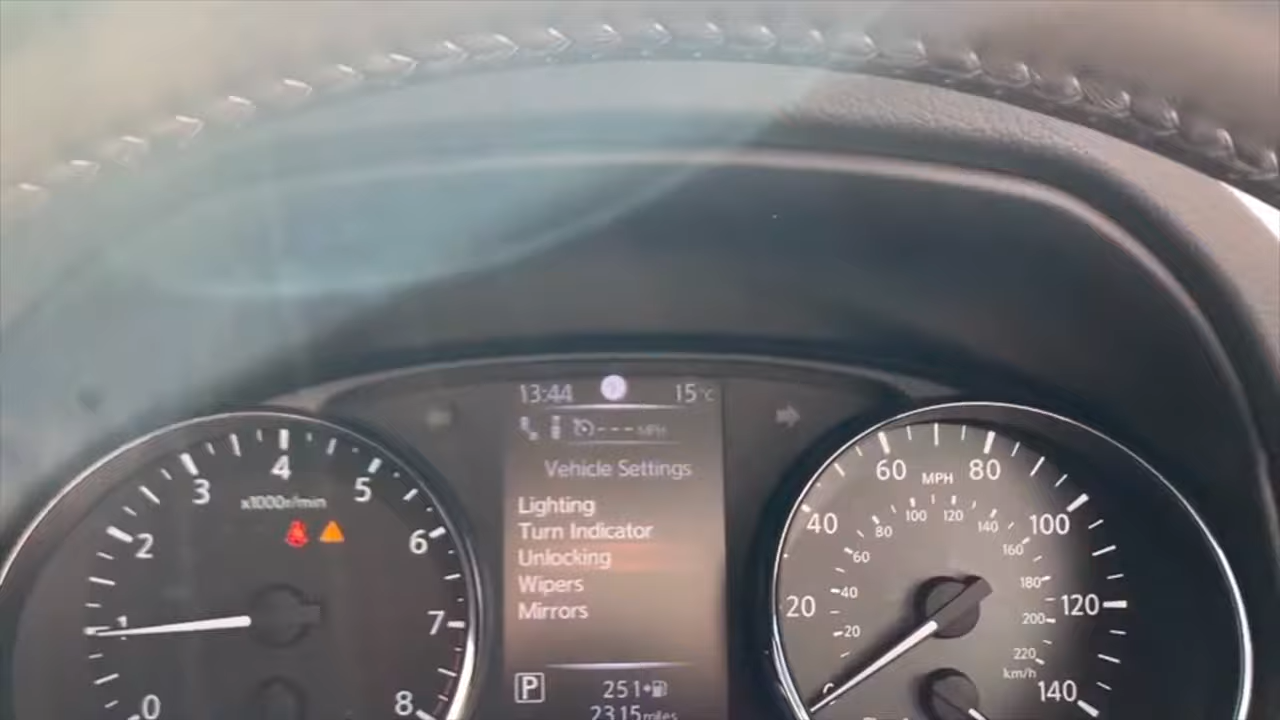 13:44 15°C
--- MPH
Vehicle Settings
Lighting
Turn Indicator
Unlocking
Wipers
Mirrors
P 251
2315 miles
0
1
2
3
4
5
6
7
8
x1000r/min
20
40
60
80
100
120
140
MPH
20
40
60
80
100
120
140
160
180
200
220
km/h